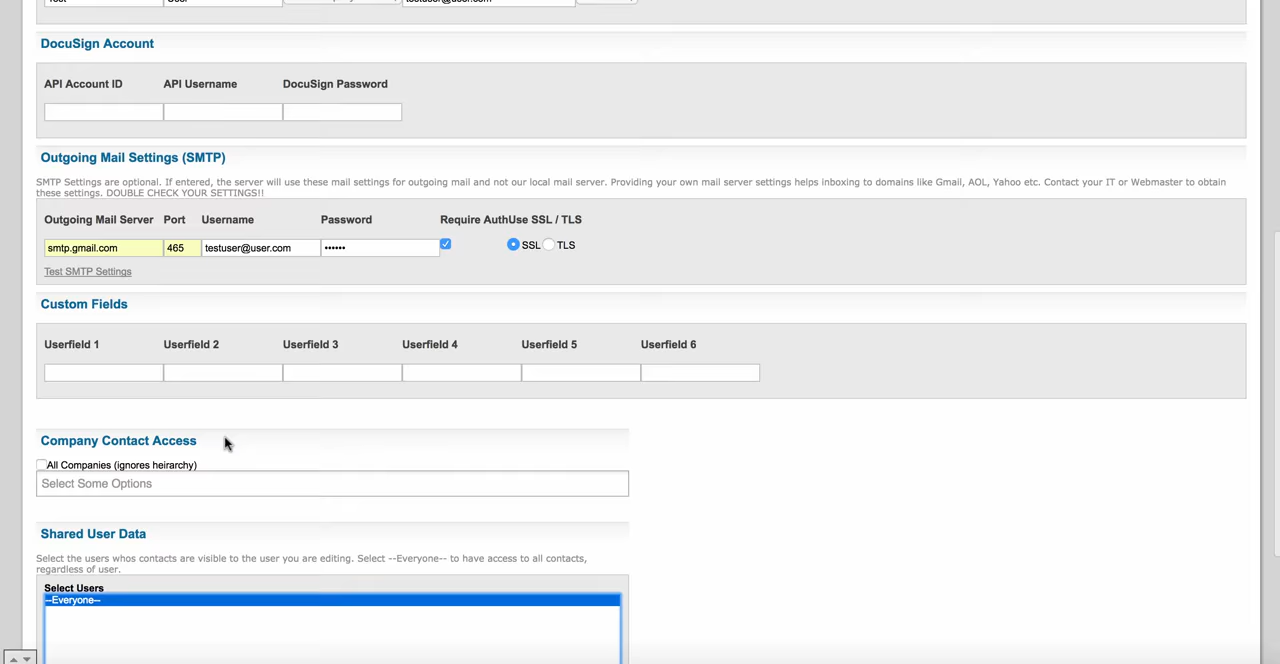 Test User testuser@user.com
DocuSign Account
API Account ID API Username DocuSign Password
Outgoing Mail Settings (SMTP)
SMTP Settings are optional. If entered, the server will use these mail settings for outgoing mail and not our local mail server. Providing your own mail server settings helps inboxing to domains like Gmail, AOL, Yahoo etc. Contact your IT or Webmaster to obtain
these settings. DOUBLE CHECK YOUR SETTINGS!!
Outgoing Mail Server Port Username Password Require Auth Use SSL / TLS
smtp.gmail.com 465 testuser@user.com •••••• SSL TLS
Test SMTP Settings
Custom Fields
Userfield 1 Userfield 2 Userfield 3 Userfield 4 Userfield 5 Userfield 6
Company Contact Access
All Companies (ignores heirarchy)
Select Some Options
Shared User Data
Select the users whos contacts are visible to the user you are editing. Select --Everyone-- to have access to all contacts,
regardless of user.
Select Users
--Everyone--